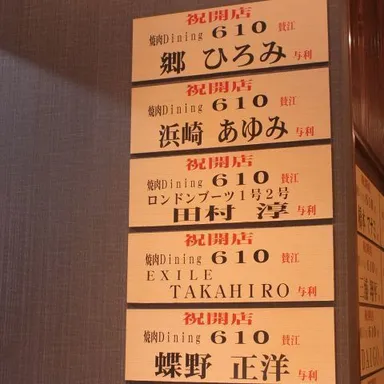 祝開店
焼肉Dining 610 賛江
郷 ひろみ 与利
祝開店
焼肉Dining 610 賛江
浜崎 あゆみ 与利
祝開店
焼肉Dining 610 賛江
ロンドンブーツ1号2号
田村 淳 与利
祝開店
焼肉Dining 610 賛江
EXILE
TAKAHIRO 与利
祝開店
焼肉Dining 610 賛江
蝶野 正洋 与利